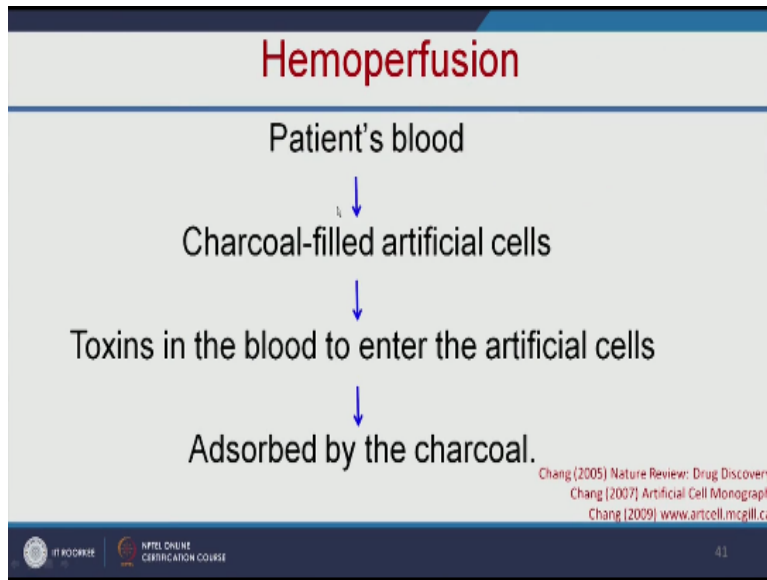 Hemoperfusion
Patient's blood
Charcoal-filled artificial cells
Toxins in the blood to enter the artificial cells
Adsorbed by the charcoal.
Chang (2005) Nature Review: Drug Discovery
Chang (2007) Artificial Cell Monograph
Chang (2009) www.artcell.mcgill.ca
IIT ROORKEE
NPTEL ONLINE
CERTIFICATION COURSE
41